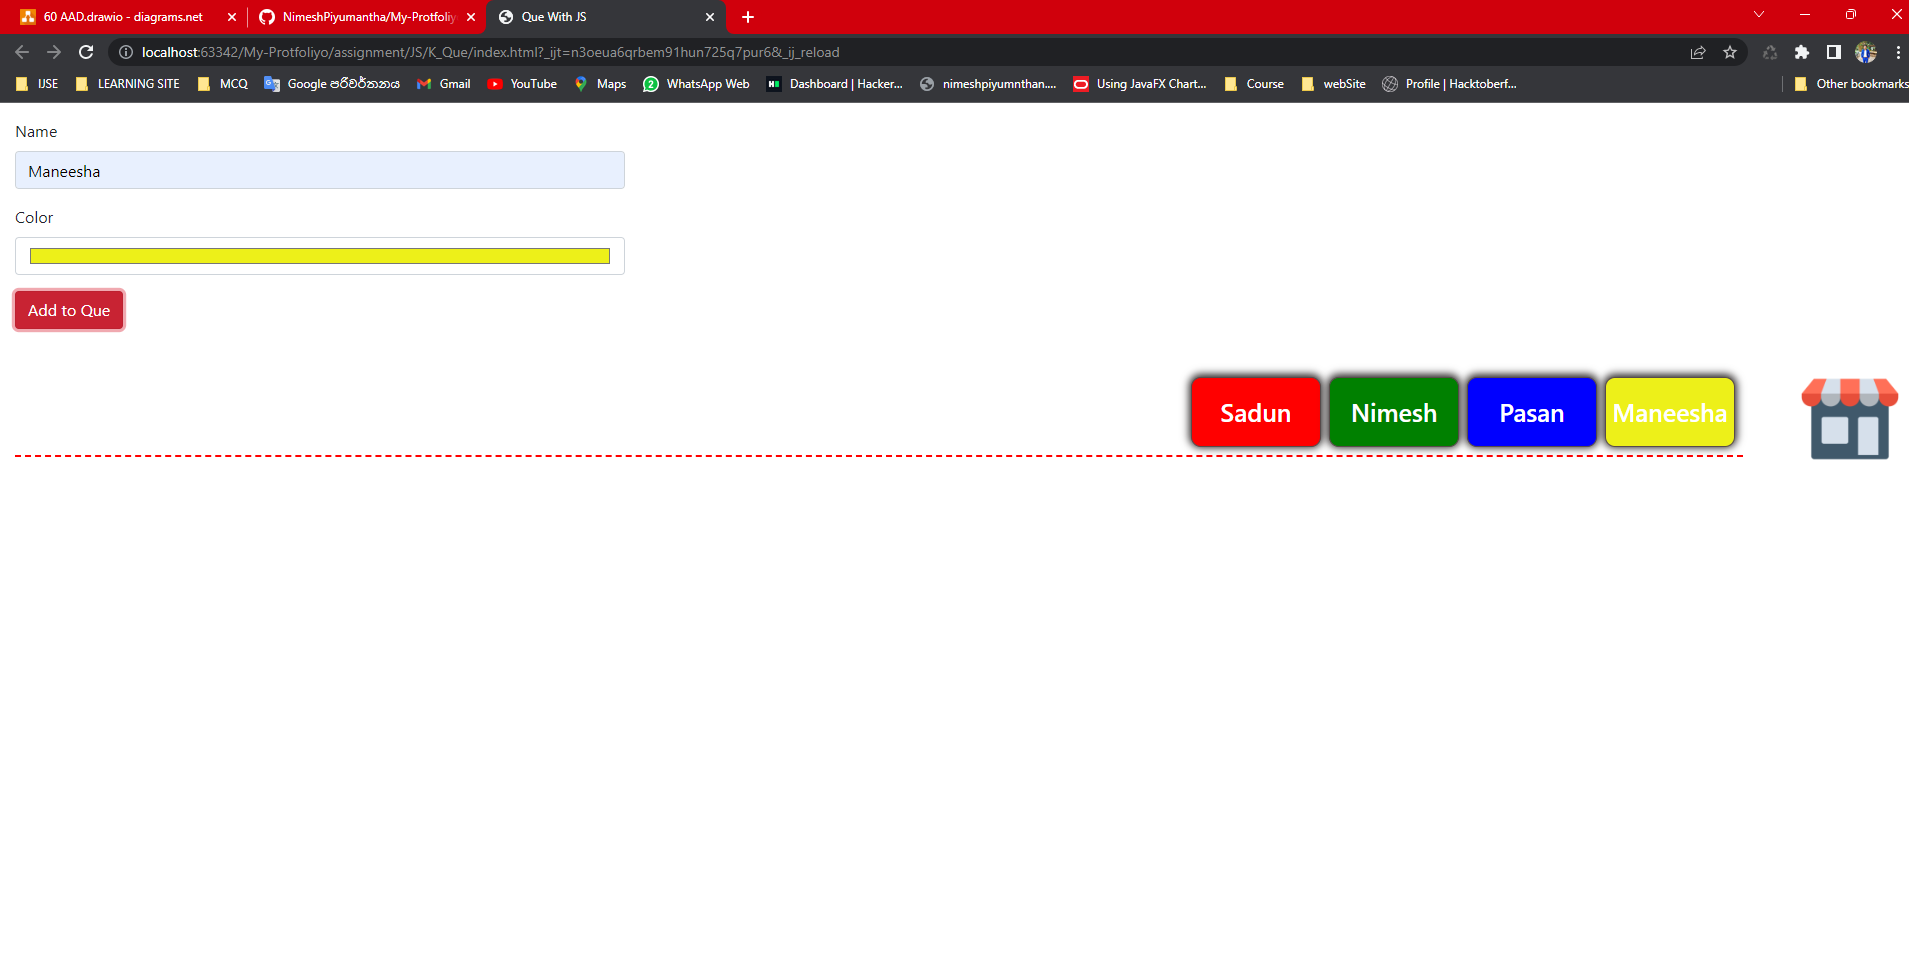 60 AAD.drawio - diagrams.net
NimeshPiyumantha/My-Protfoliy
Que With JS
localhost:63342/My-Protfoliyo/assignment/JS/K_Que/index.html?_ijt=n3oeua6qrbem91hun725q7pur6&_ij_reload
IJSE LEARNING SITE MCQ Google පරිවර්තනය Gmail YouTube Maps 2 WhatsApp Web Dashboard | Hacker... nimeshpiyumnthan.... Using JavaFX Chart... Course webSite Profile | Hacktoberf... Other bookmarks
Name
Maneesha
Color
Add to Que
Sadun Nimesh Pasan Maneesha